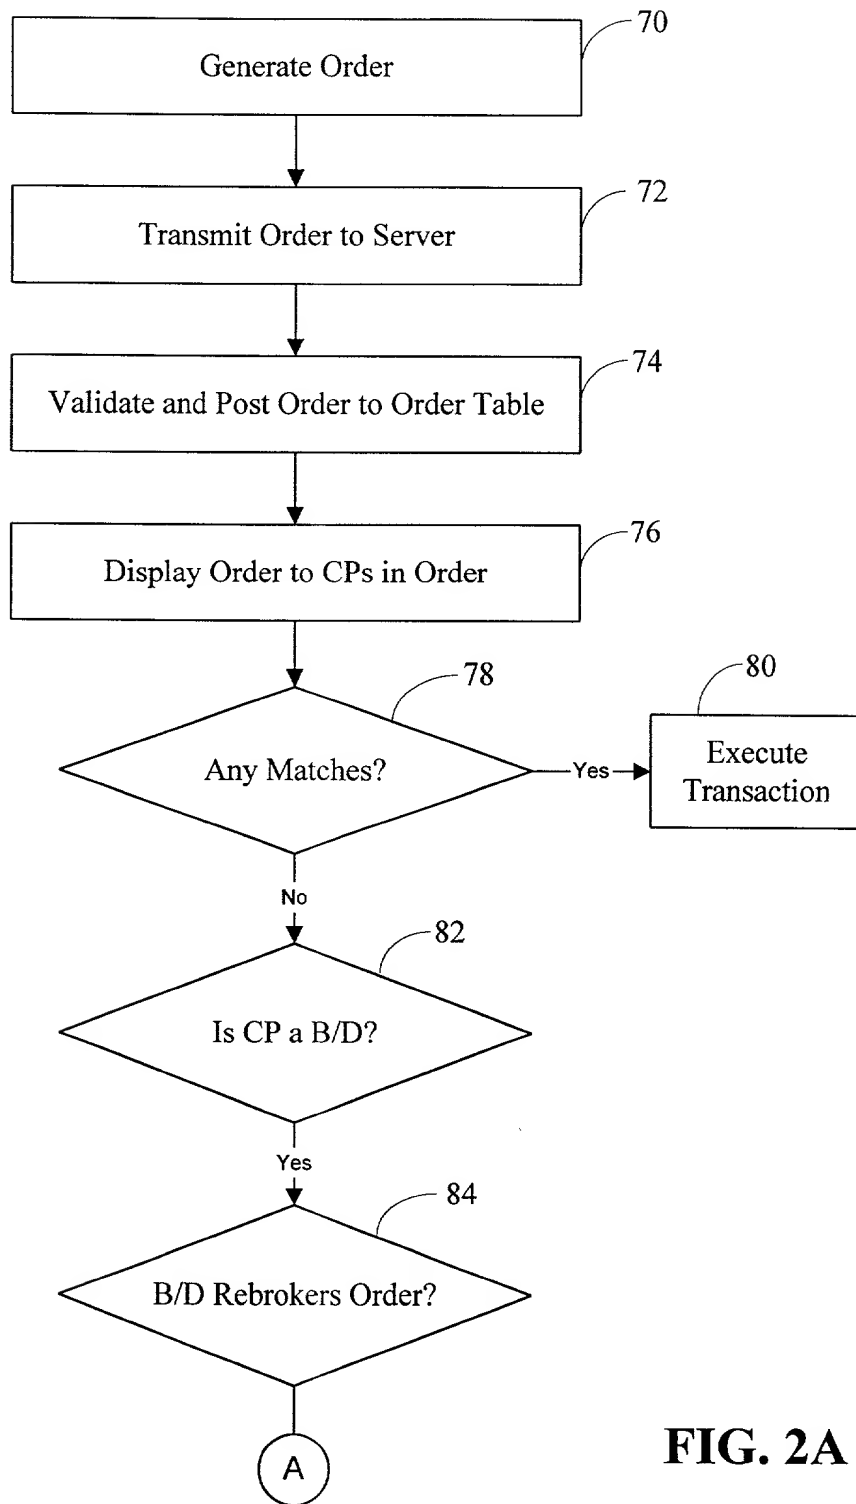 70
Generate Order
72
Transmit Order to Server
74
Validate and Post Order to Order Table
76
Display Order to CPs in Order
78
Any Matches?
Yes
80
Execute
Transaction
No
82
Is CP a B/D?
Yes
84
B/D Rebrokers Order?
A
FIG. 2A